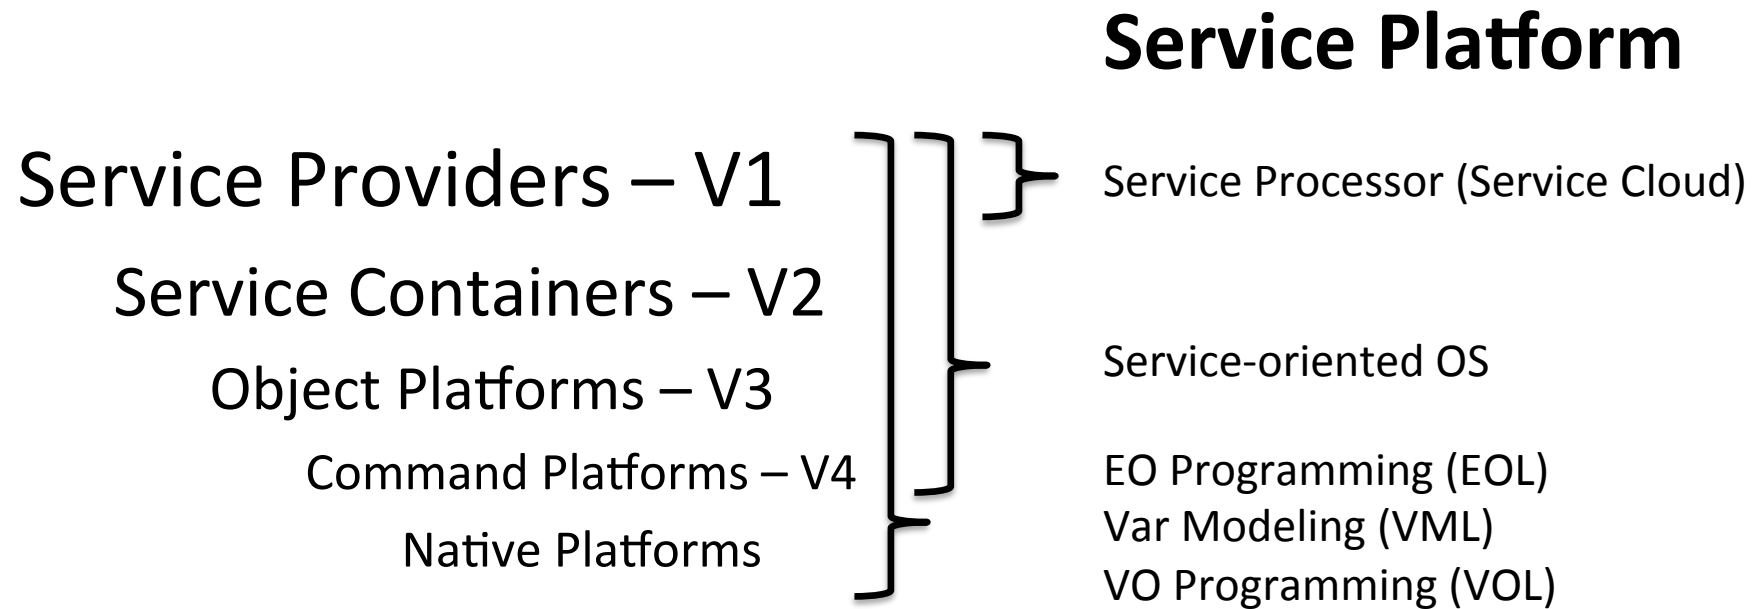 Service Platform
Service Providers – V1
Service Processor (Service Cloud)
Service Containers – V2
Object Platforms – V3
Service-oriented OS
Command Platforms – V4
EO Programming (EOL)
Native Platforms
Var Modeling (VML)
VO Programming (VOL)